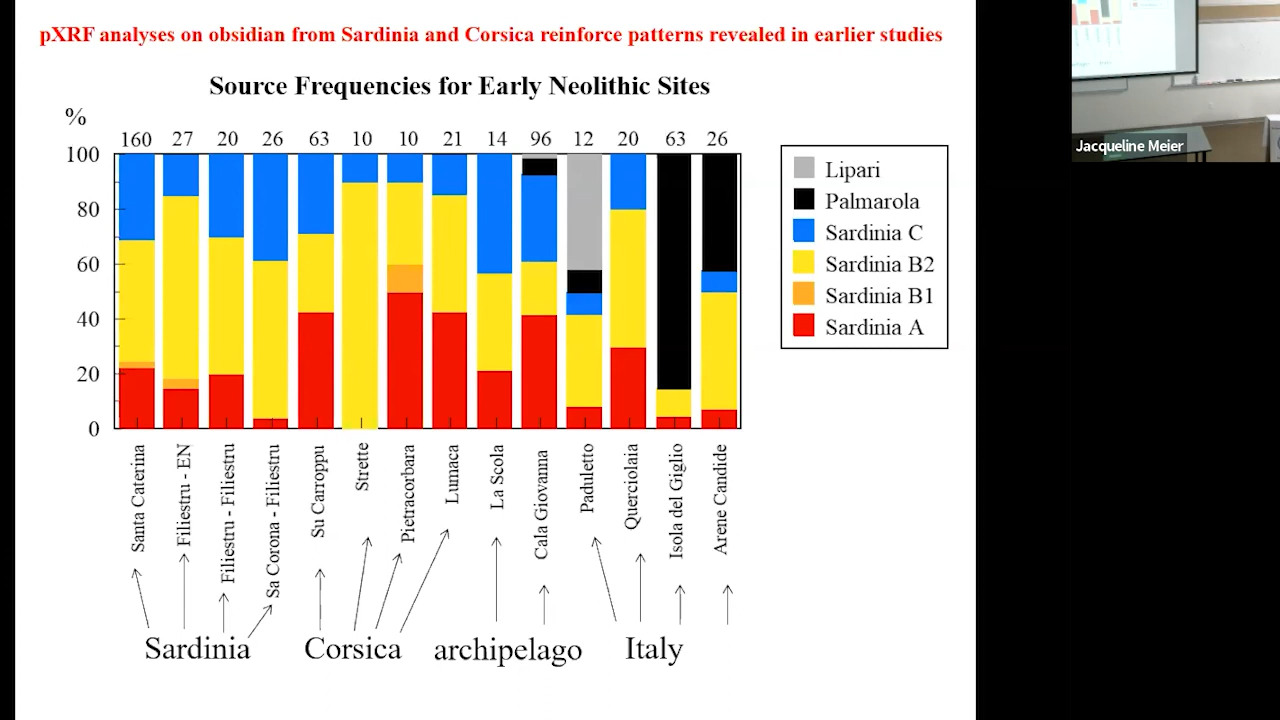 pXRF analyses on obsidian from Sardinia and Corsica reinforce patterns revealed in earlier studies
Source Frequencies for Early Neolithic Sites
%
160 27 20 26 63 10 10 21 14 96 12 20 63 26
100
80
60
40
20
0
Lipari
Palmarola
Sardinia C
Sardinia B2
Sardinia B1
Sardinia A
Santa Caterina
Filiestru - EN
Filiestru - Filiestru
Sa Corona - Filiestru
Su Carroppu
Strette
Pietracorbara
Lumaca
La Scola
Cala Giovanna
Paduletto
Querciolaia
Isola del Giglio
Arene Candide
Sardinia Corsica archipelago Italy
Jacqueline Meier